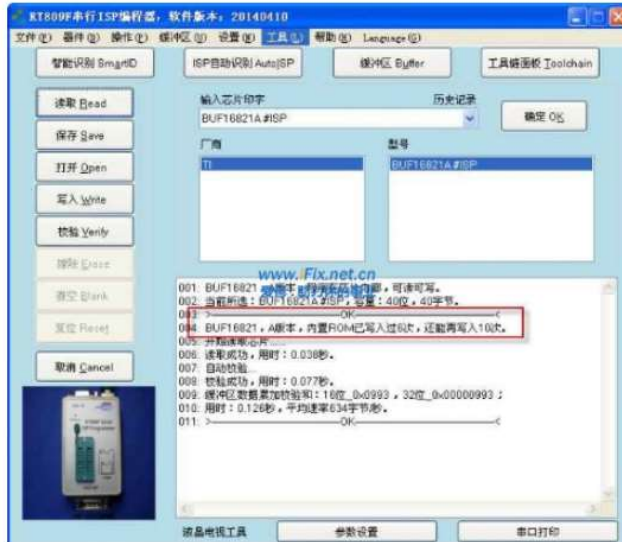 RT809F串行ISP编程器，软件版本：20140410
文件(F) 器件(D) 操作(C) 缓冲区(U) 设置(K) 工具(L) 帮助(X) Language(G)
智能识别 SmartID
ISP自动识别 AutoISP
缓冲区 Buffer
工具链面板 Toolchain
读取 Read
保存 Save
打开 Open
写入 Write
校验 Verify
擦除 Erase
查空 Blank
复位 Reset
取消 Cancel
输入芯片印字
历史记录
BUF16821A #ISP
确定 OK
厂商
型号
TI
BUF16821A #ISP
www.iFix.net.cn
001: BUF16821 可读可写。
002: 当前所选：BUF16821A #ISP，容量：40位，40字节。
003: >——OK——<
004: BUF16821，A版本，内置ROM已写入过6次，还能再写入10次。
005: 开始读取芯片......
006: 读取成功，用时：0.038秒。
007: 自动校验...
008: 校验成功，用时：0.077秒。
009: 缓冲区数据累加校验和：16位_0x0993，32位_0x00000993；
010: 用时：0.126秒，平均速率634字节/秒。
011: >——OK——<
液晶电视工具
参数设置
串口打印